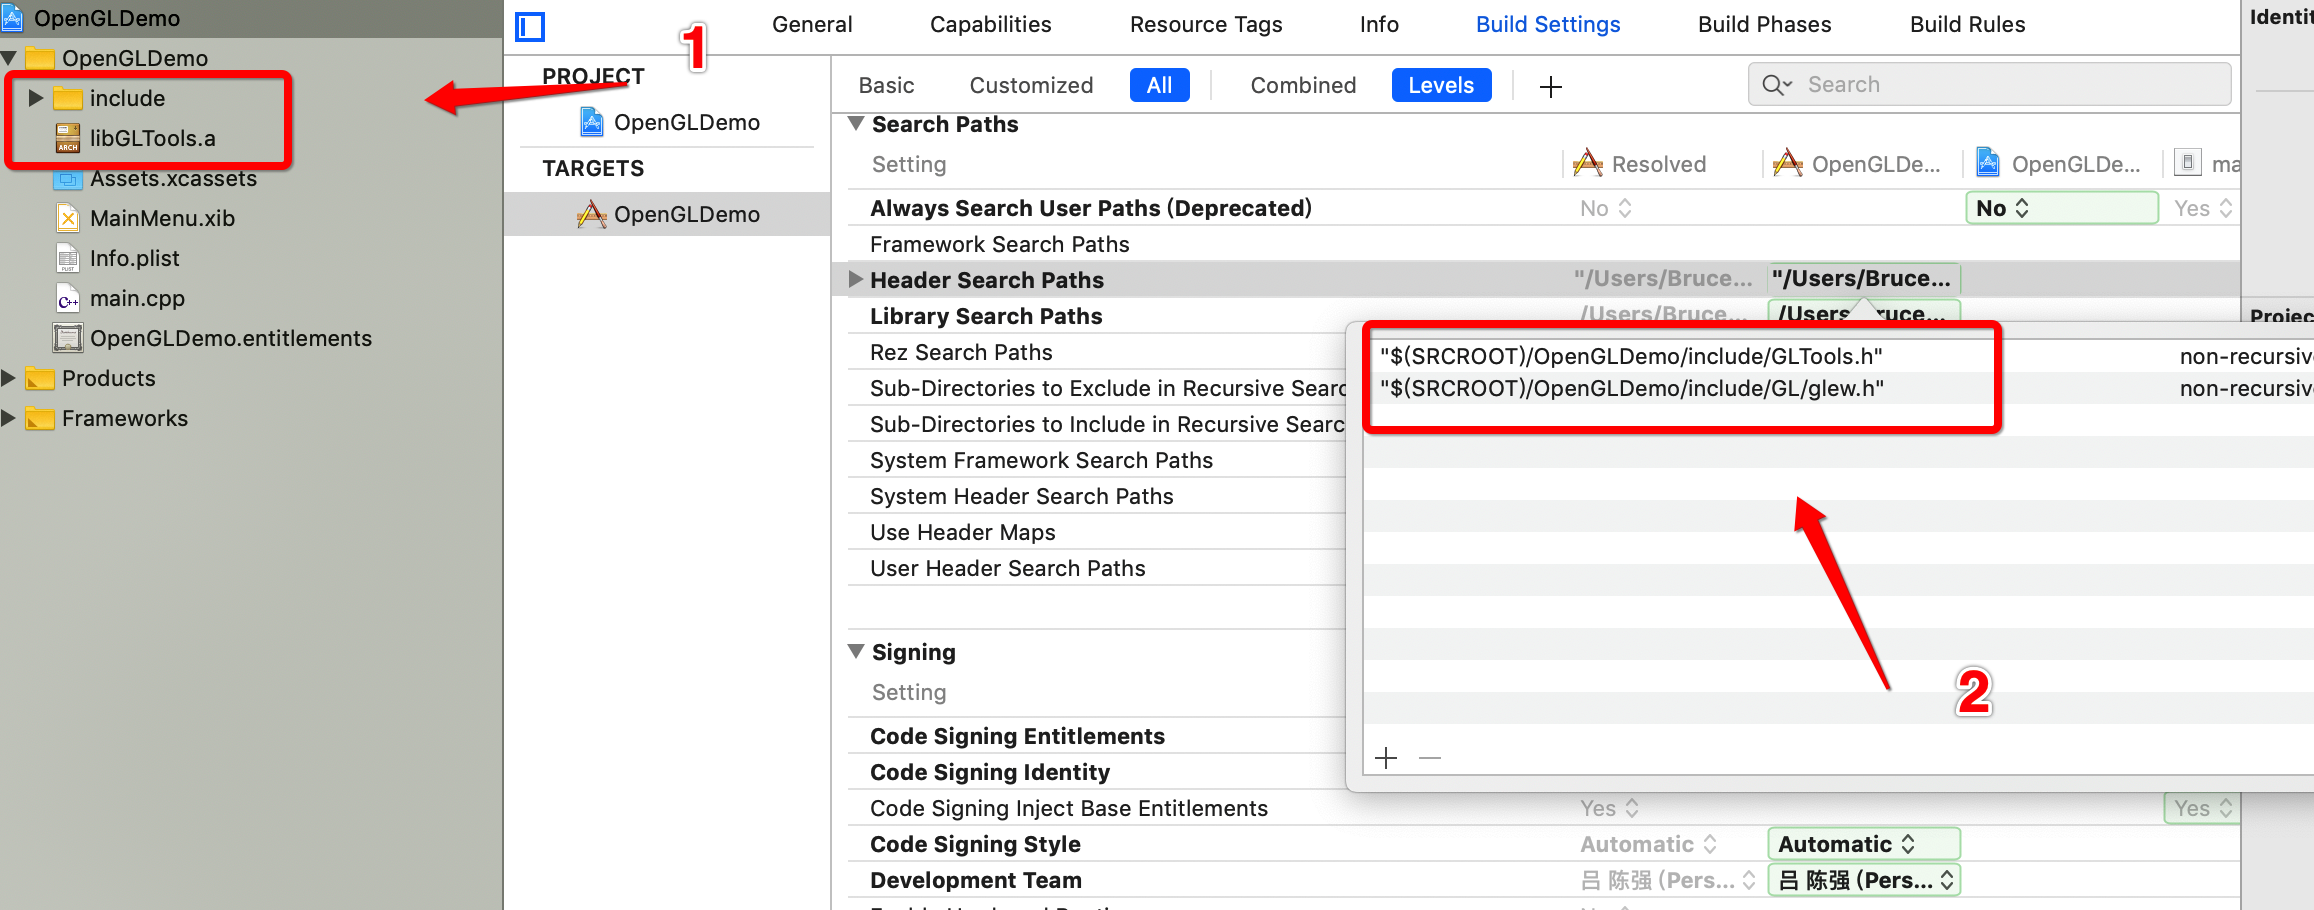 OpenGLDemo
OpenGLDemo
include
libGLTools.a
Assets.xcassets
MainMenu.xib
Info.plist
main.cpp
OpenGLDemo.entitlements
Products
Frameworks
1
General Capabilities Resource Tags Info Build Settings Build Phases Build Rules
PROJECT
OpenGLDemo
TARGETS
OpenGLDemo
Basic Customized All Combined Levels + Search
Search Paths
Setting Resolved OpenGLDe... OpenGLDe... ma
Always Search User Paths (Deprecated) No No Yes
Framework Search Paths
Header Search Paths "/Users/Bruce... "/Users/Bruce...
Library Search Paths /Users/Bruce...
Rez Search Paths
Sub-Directories to Exclude in Recursive Searc
Sub-Directories to Include in Recursive Searc
System Framework Search Paths
System Header Search Paths
Use Header Maps
User Header Search Paths
"$(SRCROOT)/OpenGLDemo/include/GLTools.h" non-recursiv
"$(SRCROOT)/OpenGLDemo/include/GL/glew.h" non-recursiv
2
Signing
Setting
Code Signing Entitlements
Code Signing Identity
Code Signing Inject Base Entitlements Yes Yes
Code Signing Style Automatic Automatic
Development Team 吕 陈强 (Pers... 吕 陈强 (Pers...
Identit
Projec
ARCH
PLIST
C++